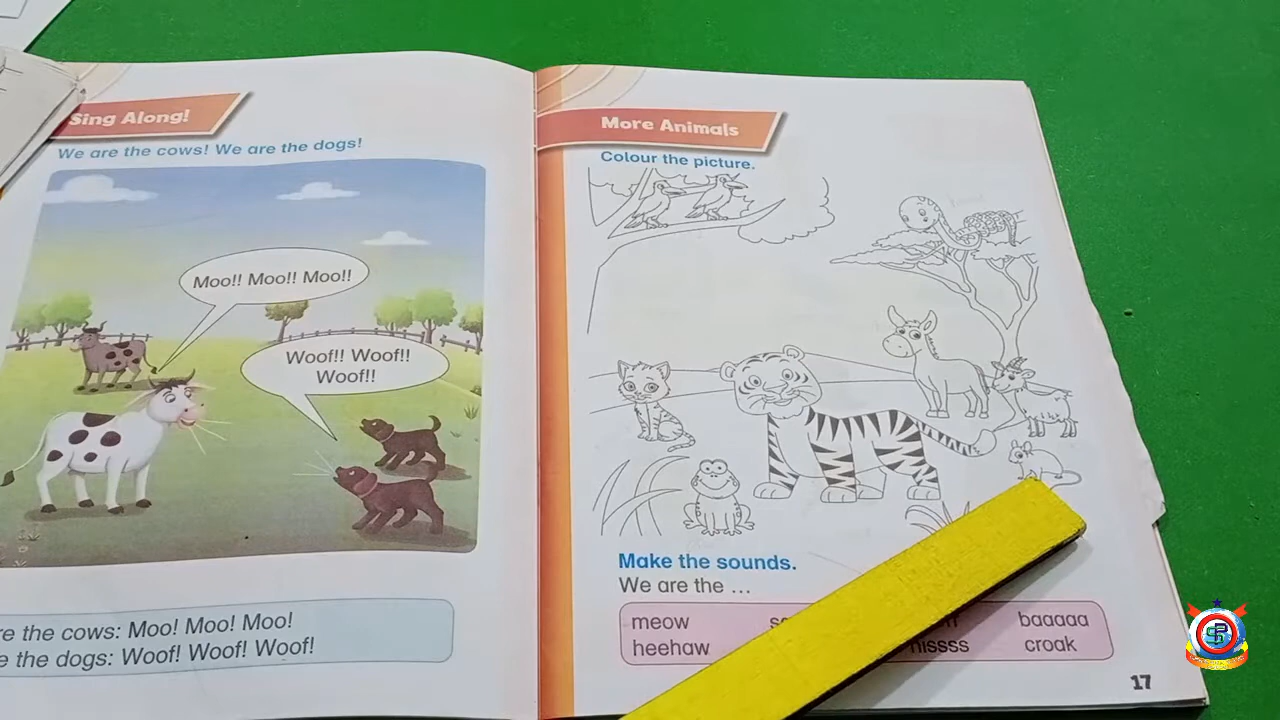 Sing Along!
We are the cows! We are the dogs!
Moo!! Moo!! Moo!!
Woof!! Woof!!
Woof!!
the cows: Moo! Moo! Moo!
the dogs: Woof! Woof! Woof!
More Animals
Colour the picture.
Make the sounds.
We are the ...
meow baaaaa
heehaw hissss croak
17